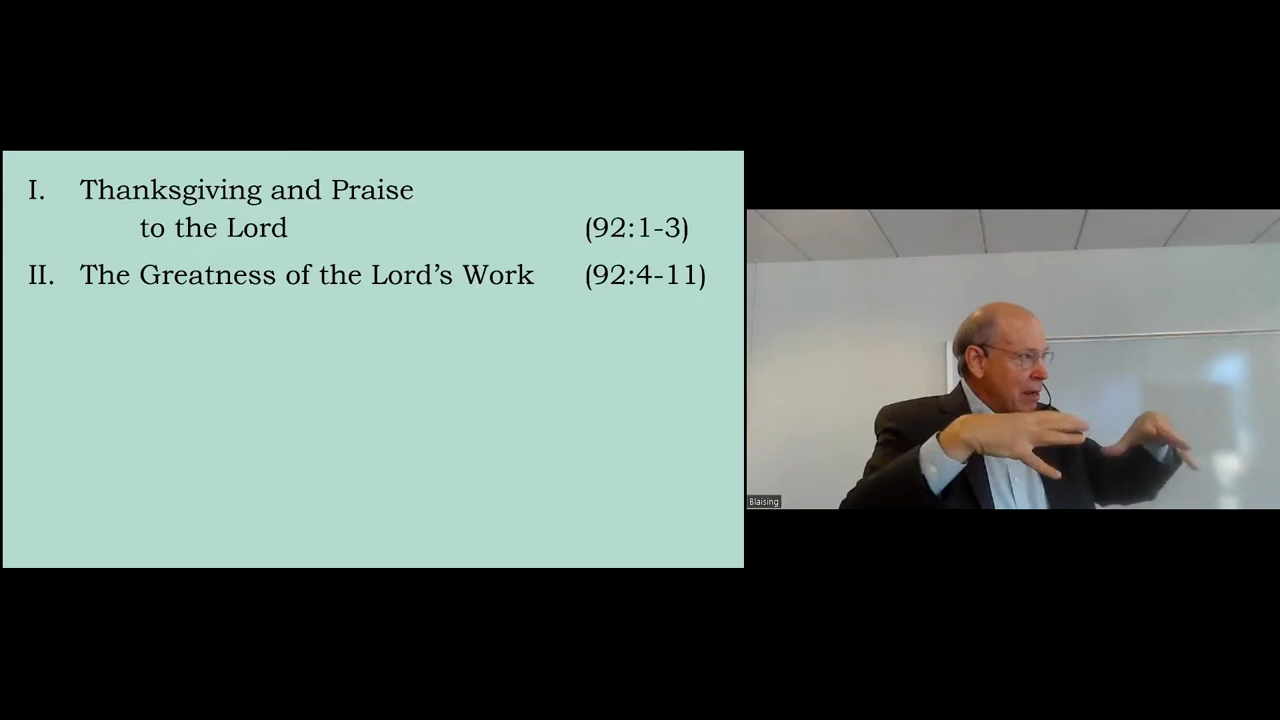 I. Thanksgiving and Praise
to the Lord (92:1-3)
II. The Greatness of the Lord’s Work (92:4-11)
Blaising